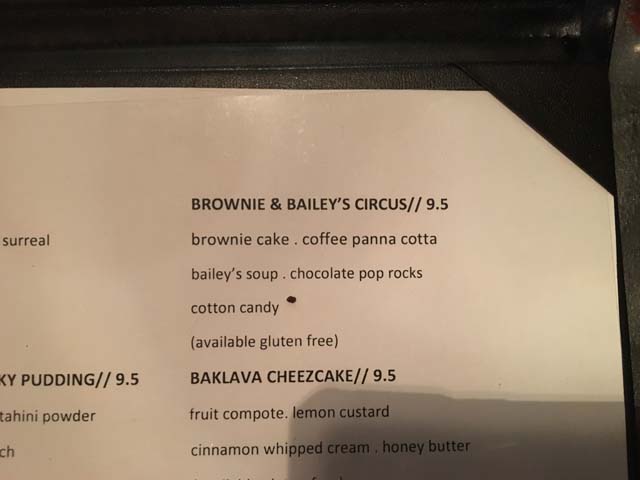 surreal
KY PUDDING// 9.5
tahini powder
ch
BROWNIE & BAILEY'S CIRCUS// 9.5
brownie cake . coffee panna cotta
bailey's soup . chocolate pop rocks
cotton candy
(available gluten free)
BAKLAVA CHEEZCAKE// 9.5
fruit compote. lemon custard
cinnamon whipped cream . honey butter